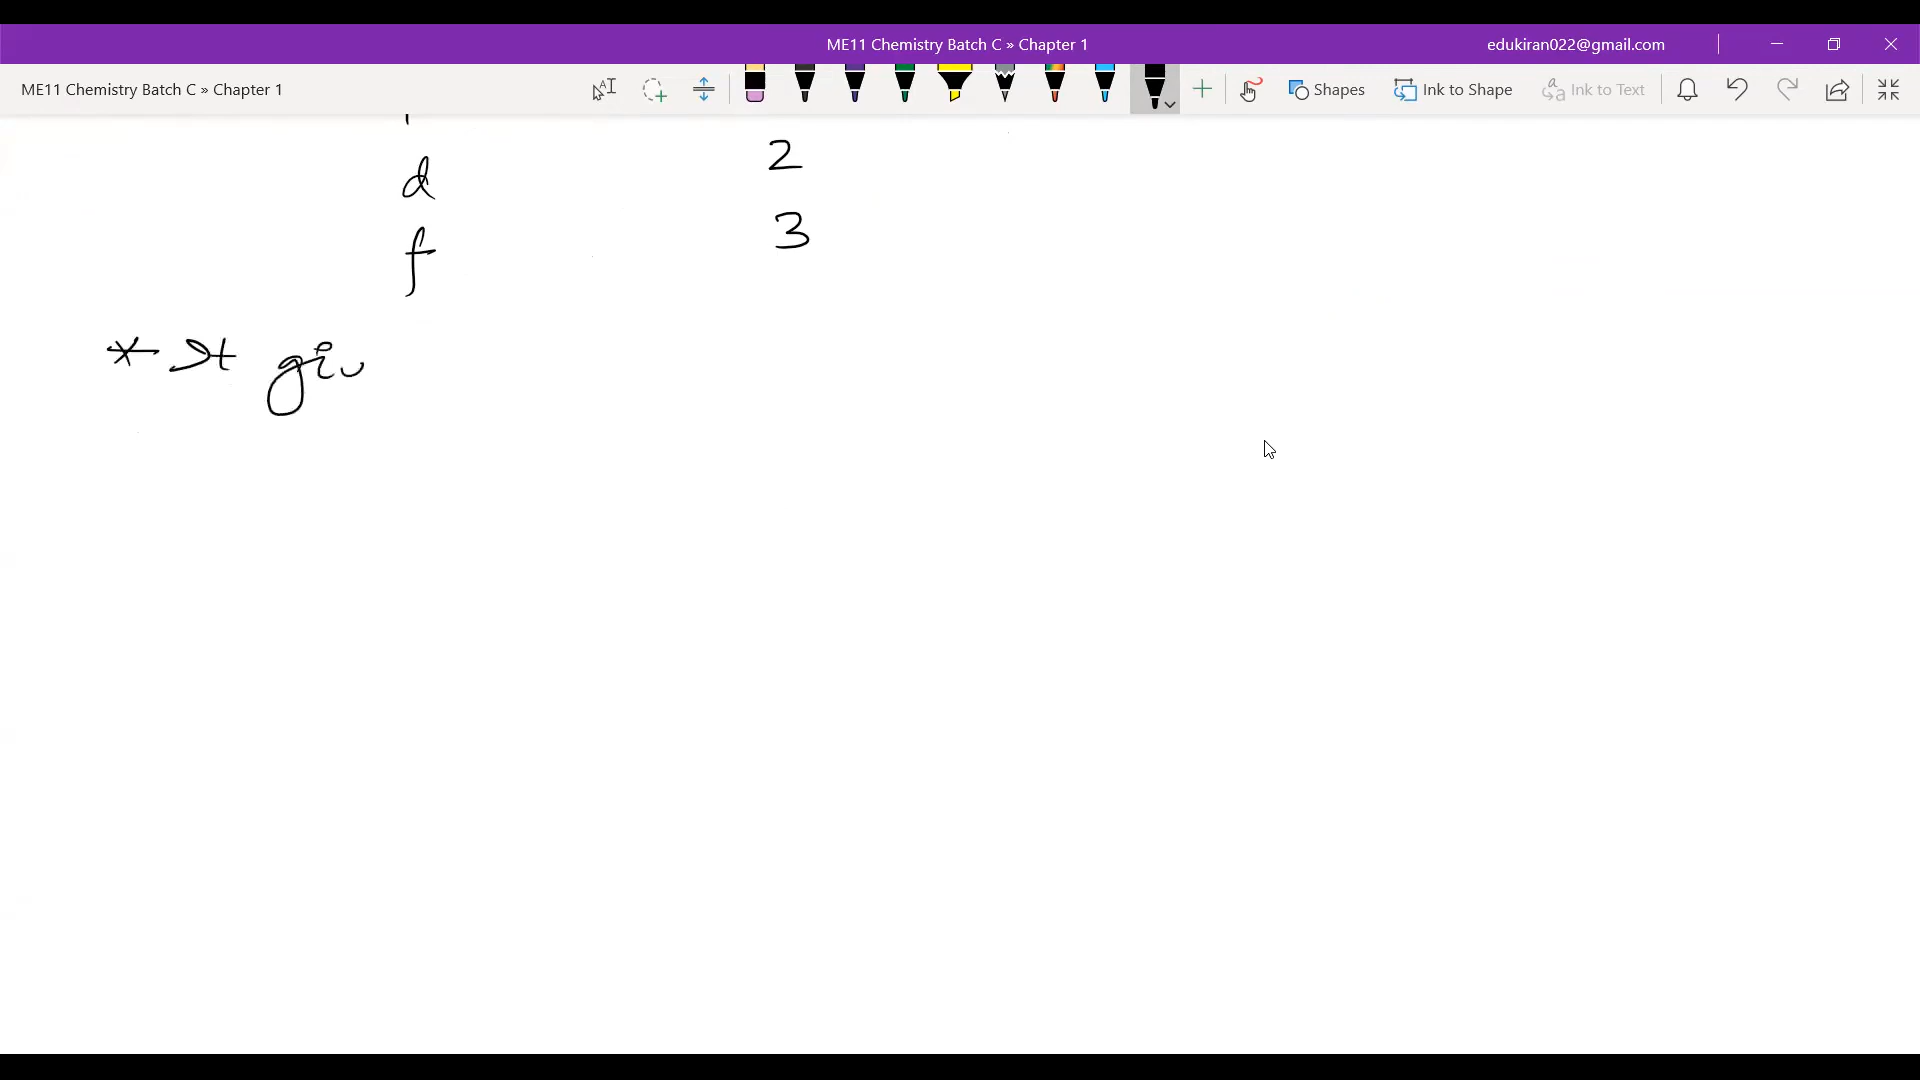 ME11 Chemistry Batch C » Chapter 1
edukiran022@gmail.com
ME11 Chemistry Batch C » Chapter 1
Shapes
Ink to Shape
Ink to Text
d 2
f 3
* It giv